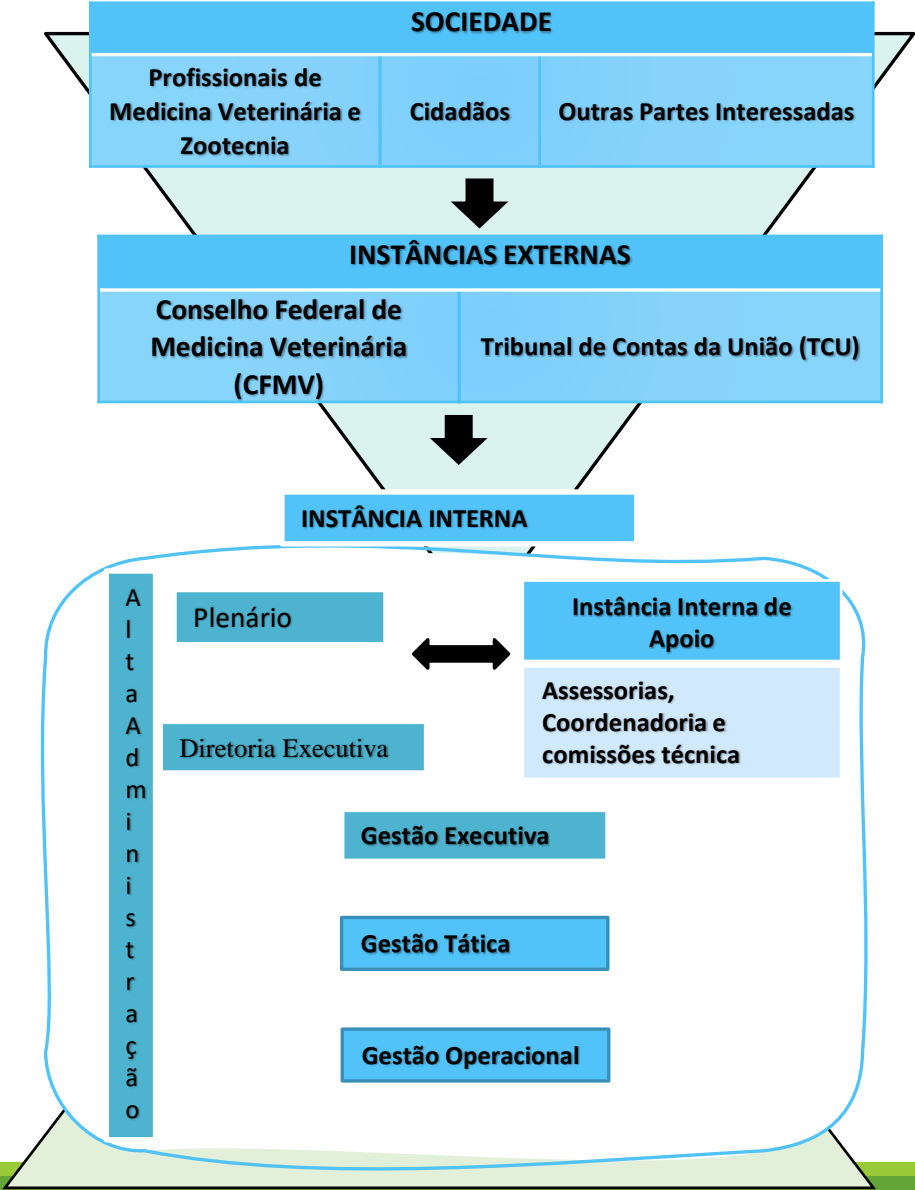 SOCIEDADE
Profissionais de
Medicina Veterinária e
Zootecnia
Cidadãos
Outras Partes Interessadas
INSTÂNCIAS EXTERNAS
Conselho Federal de
Medicina Veterinária
(CFMV)
Tribunal de Contas da União (TCU)
INSTÂNCIA INTERNA
Alta Administração
Plenário
Diretoria Executiva
Instância Interna de
Apoio
Assessorias,
Coordenadoria e
comissões técnica
Gestão Executiva
Gestão Tática
Gestão Operacional